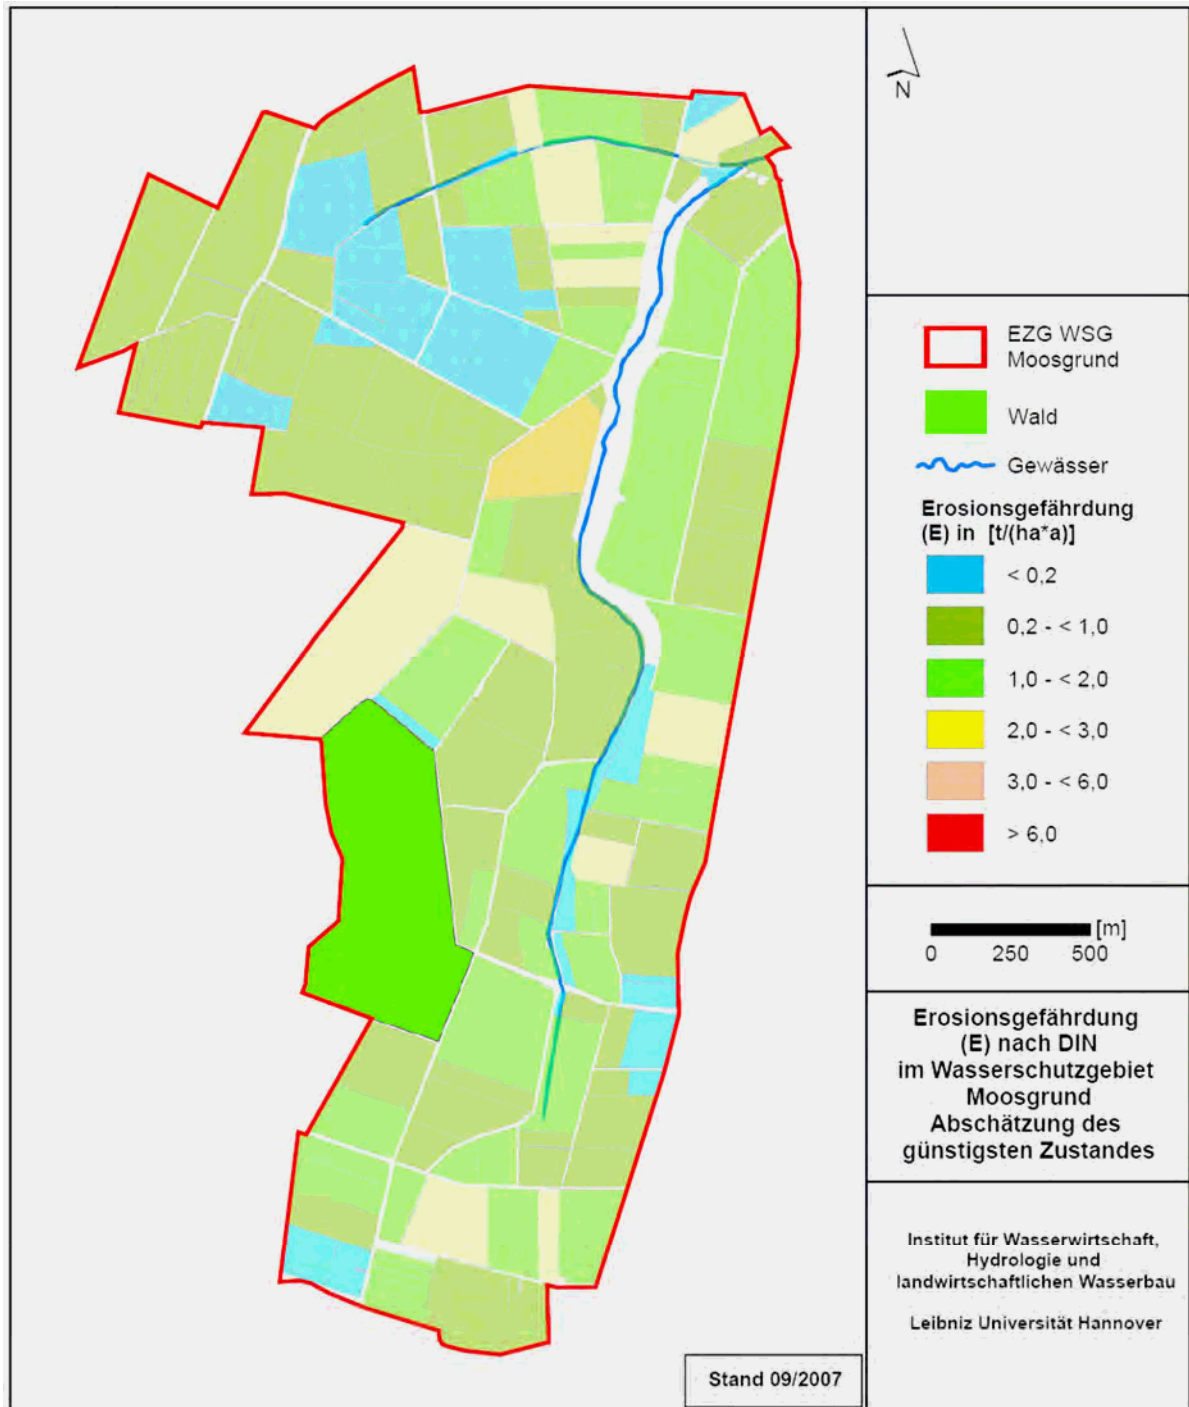 N
EZG WSG
Moosgrund
Wald
Gewässer
Erosionsgefährdung
(E) in [t/(ha*a)]
< 0,2
0,2 - < 1,0
1,0 - < 2,0
2,0 - < 3,0
3,0 - < 6,0
> 6,0
[m]
0 250 500
Erosionsgefährdung
(E) nach DIN
im Wasserschutzgebiet
Moosgrund
Abschätzung des
günstigsten Zustandes
Institut für Wasserwirtschaft,
Hydrologie und
landwirtschaftlichen Wasserbau
Leibniz Universität Hannover
Stand 09/2007